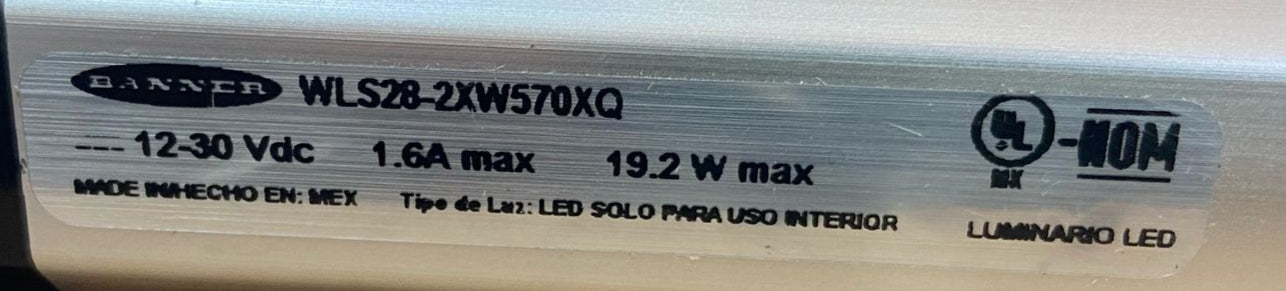 BANNER WLS28-2XW570XQ
12-30 Vdc 1.6A max 19.2 W max
MADE IN/HECHO EN: MEX Tipo de Luz: LED SOLO PARA USO INTERIOR
UL -NOM
MX
LUMINARIO LED